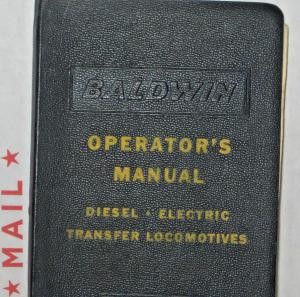 BALDWIN
OPERATOR'S
MANUAL
DIESEL • ELECTRIC
TRANSFER LOCOMOTIVES
★ MAIL ★